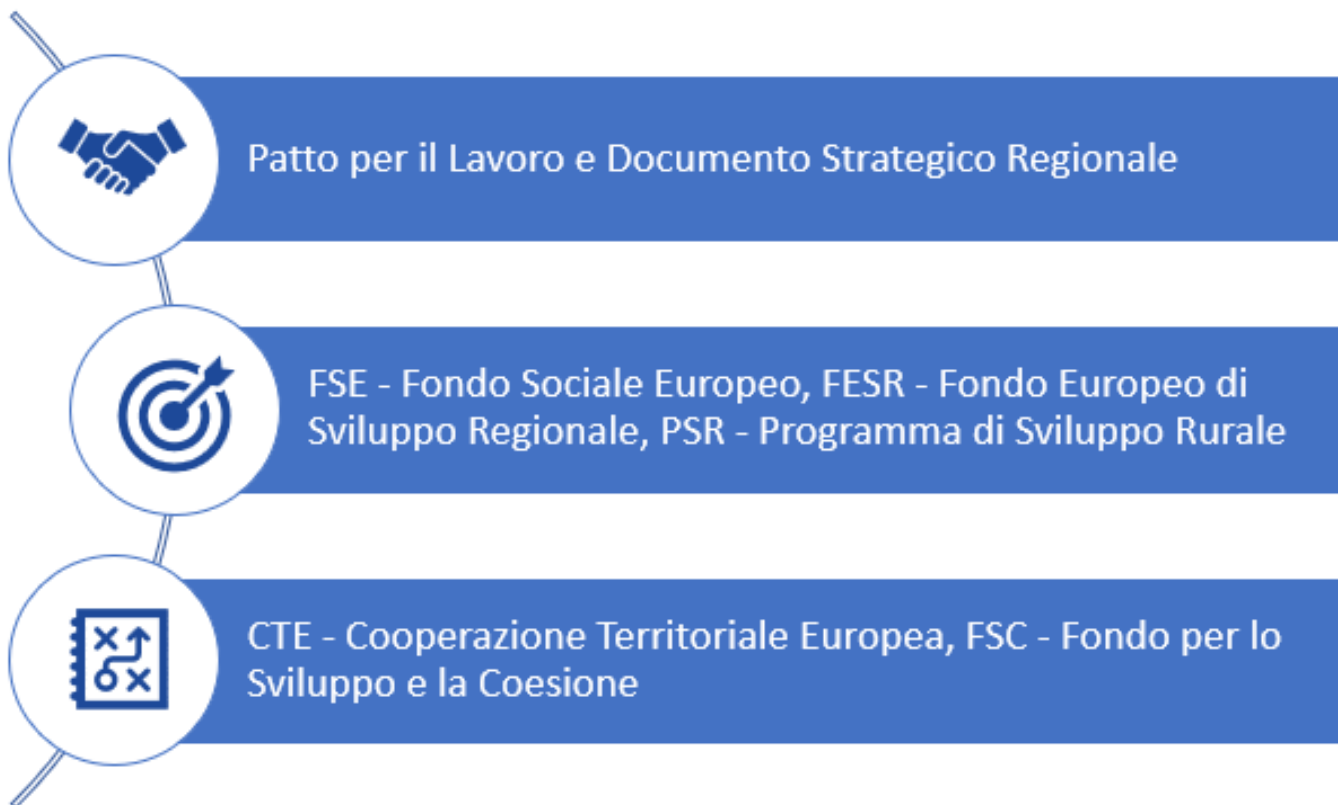 Patto per il Lavoro e Documento Strategico Regionale
FSE - Fondo Sociale Europeo, FESR - Fondo Europeo di
Sviluppo Regionale, PSR - Programma di Sviluppo Rurale
CTE - Cooperazione Territoriale Europea, FSC - Fondo per lo
Sviluppo e la Coesione